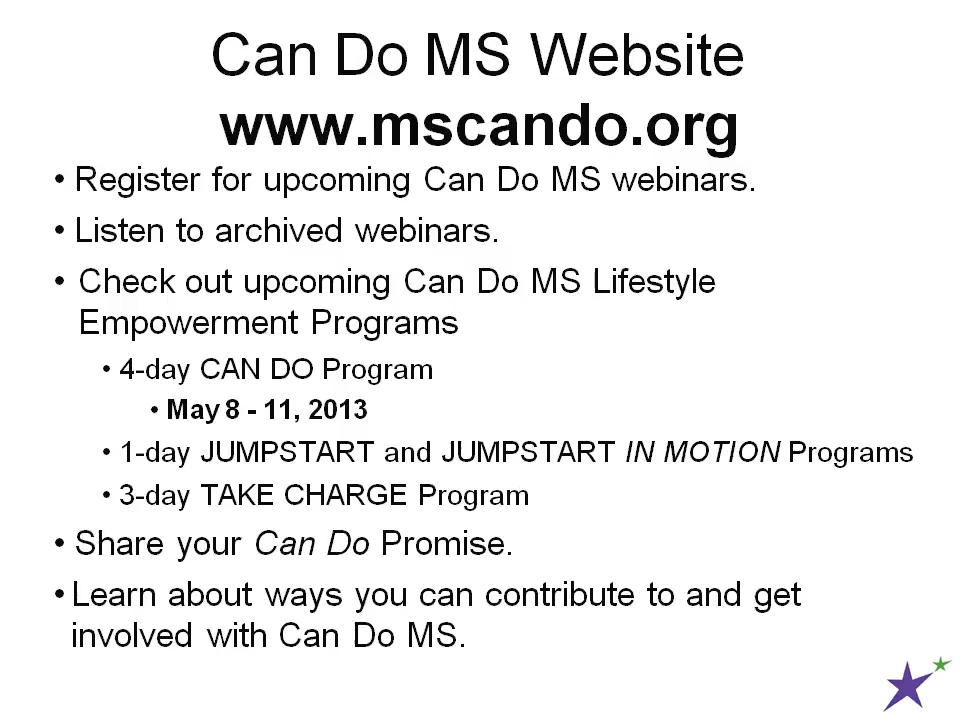 Can Do MS Website
www.mscando.org
• Register for upcoming Can Do MS webinars.
• Listen to archived webinars.
• Check out upcoming Can Do MS Lifestyle
Empowerment Programs
• 4-day CAN DO Program
• May 8 - 11, 2013
• 1-day JUMPSTART and JUMPSTART IN MOTION Programs
• 3-day TAKE CHARGE Program
• Share your Can Do Promise.
• Learn about ways you can contribute to and get
involved with Can Do MS.